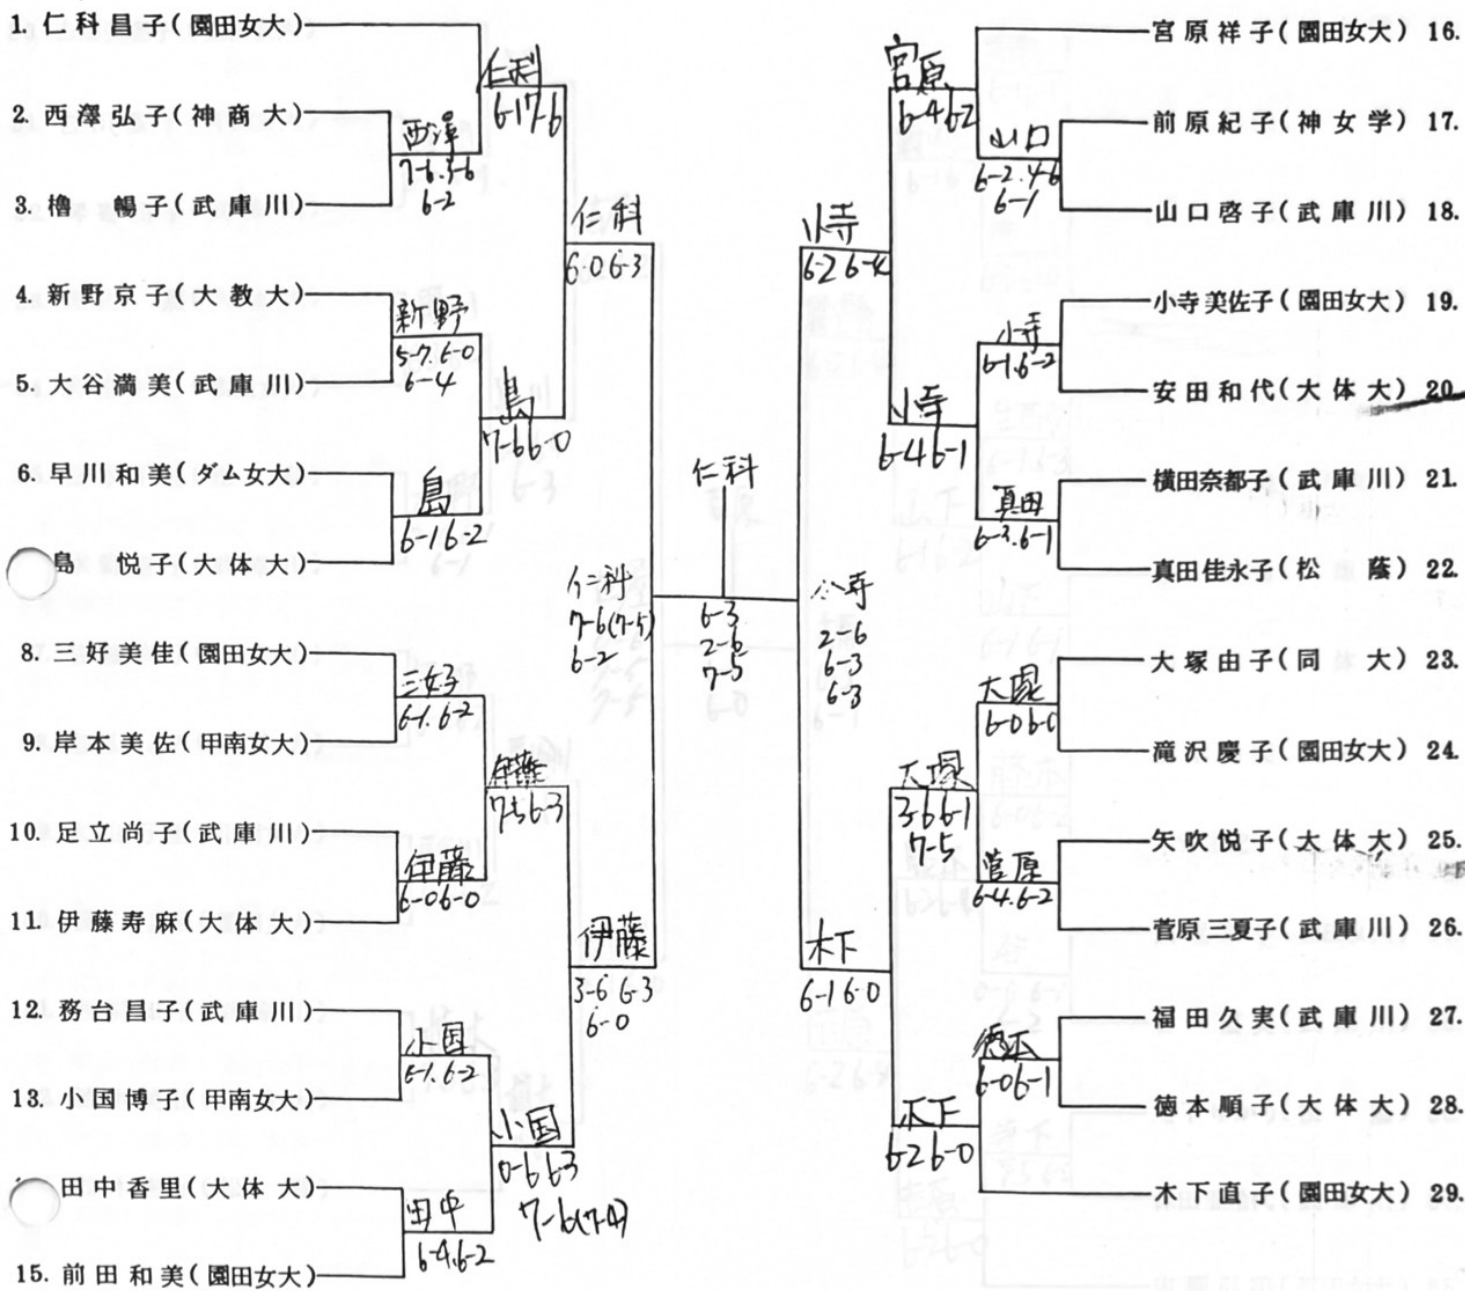 1. 仁科昌子(園田女大)
2. 西澤弘子(神商大)
3. 櫓 暢子(武庫川)
4. 新野京子(大教大)
5. 大谷満美(武庫川)
6. 早川和美(ダム女大)
島 悦子(大体大)
8. 三好美佳(園田女大)
9. 岸本美佐(甲南女大)
10. 足立尚子(武庫川)
11. 伊藤寿麻(大体大)
12. 務台昌子(武庫川)
13. 小国博子(甲南女大)
田中香里(大体大)
15. 前田和美(園田女大)
西澤
7-6.3-6
6-2
新野
5-7.6-0
6-4
島
6-1 6-2
三好
6-1.6-2
伊藤
6-0 6-0
小国
6-1.6-2
田中
6-4.6-2
仁科
6-1 7-6
島
7-6 6-0
伊藤
7-5 6-3
小国
0-6 6-3
7-6(7-4)
仁科
6-0 6-3
伊藤
3-6 6-3
6-0
仁科
7-6(7-5)
6-2
仁科
6-3
2-6
7-5
小寺
2-6
6-3
6-3
小寺
6-2 6-4
木下
6-1 6-0
宮原
6-4 6-2
小寺
6-4 6-1
大塚
3-6 6-1
7-5
木下
6-2 6-0
山口
6-2.4-6
6-1
小寺
6-1.6-2
真田
6-3.6-1
大塚
6-0 6-0
菅原
6-4.6-2
徳本
6-0 6-1
宮原祥子(園田女大) 16.
前原紀子(神女学) 17.
山口啓子(武庫川) 18.
小寺美佐子(園田女大) 19.
安田和代(大体大) 20
横田奈都子(武庫川) 21.
真田佳永子(松 蔭) 22.
大塚由子(同 大) 23.
滝沢慶子(園田女大) 24.
矢吹悦子(大体大) 25.
菅原三夏子(武庫川) 26.
福田久実(武庫川) 27.
徳本順子(大体大) 28.
木下直子(園田女大) 29.